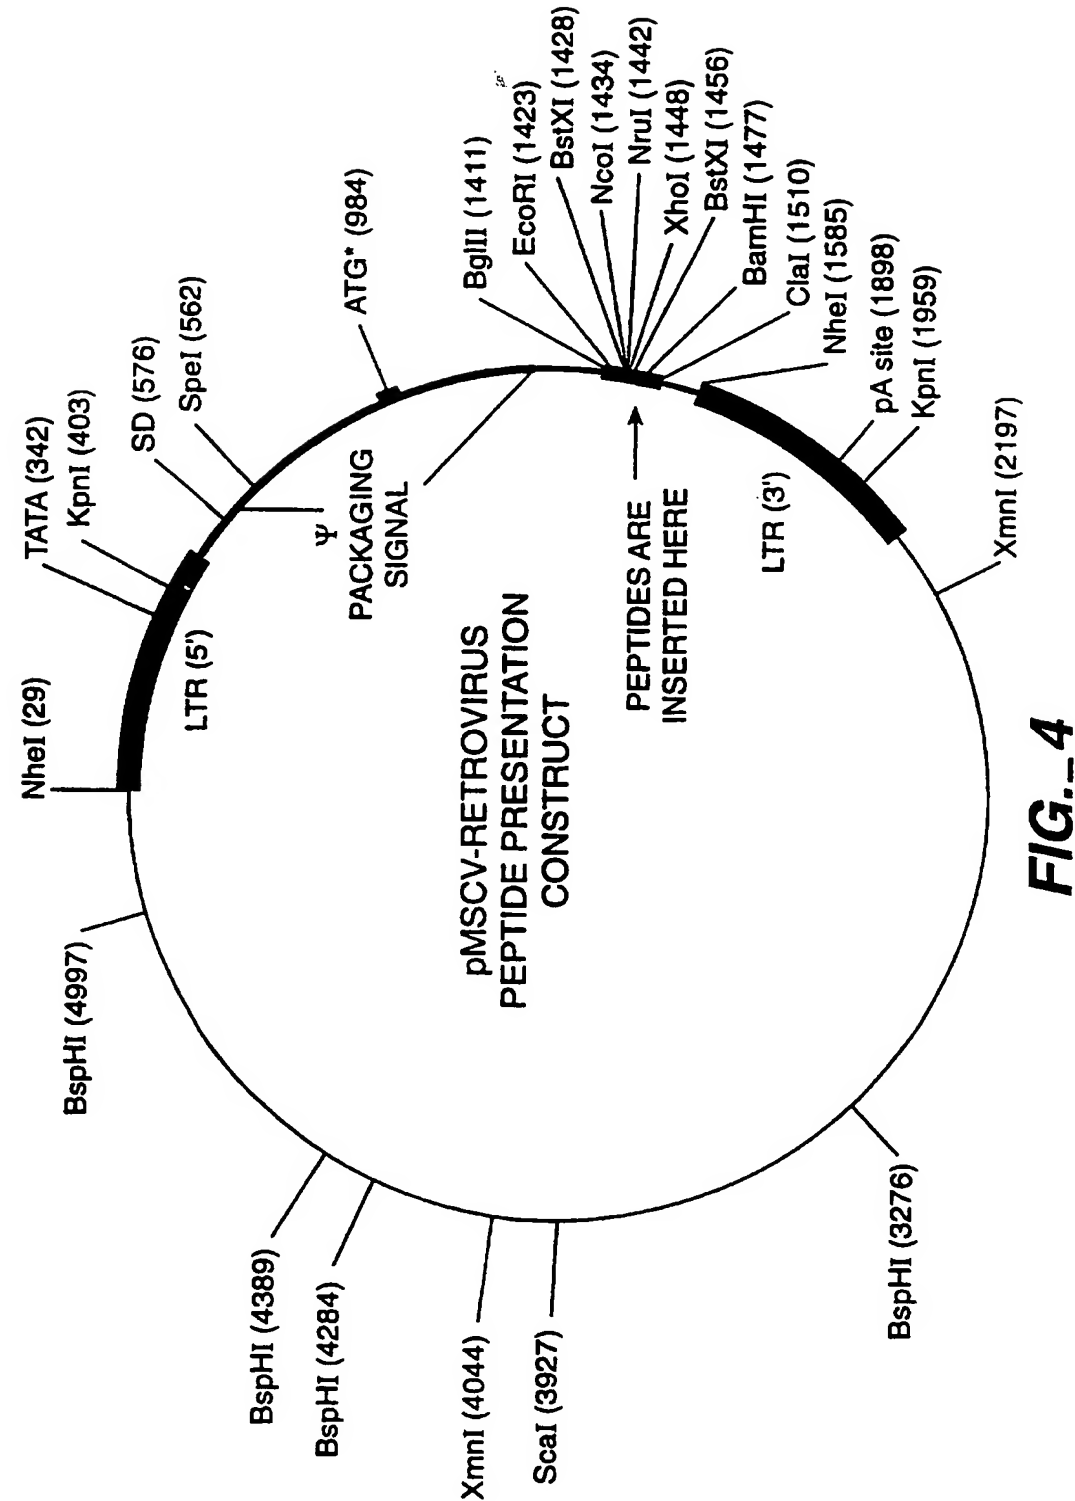 NheI (29)
TATA (342)
KpnI (403)
SD (576)
SpeI (562)
ATG* (984)
BglII (1411)
EcoRI (1423)
BstXI (1428)
NcoI (1434)
NruI (1442)
XhoI (1448)
BstXI (1456)
BamHI (1477)
ClaI (1510)
NheI (1585)
pA site (1898)
KpnI (1959)
XmnI (2197)
BspHI (3276)
ScaI (3927)
XmnI (4044)
BspHI (4284)
BspHI (4389)
BspHI (4997)
LTR (5')
Ψ
PACKAGING
SIGNAL
pMSCV-RETROVIRUS
PEPTIDE PRESENTATION
CONSTRUCT
PEPTIDES ARE
INSERTED HERE
LTR (3')
FIG._4